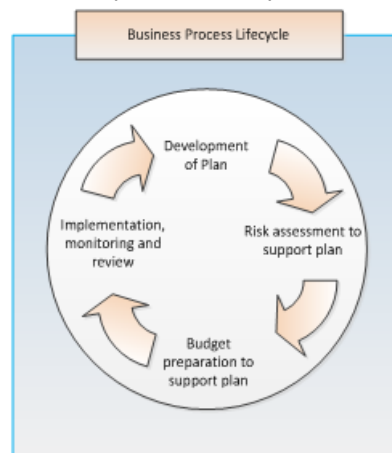 Business Process Lifecycle
Development
of Plan
Risk assessment to
support plan
Budget
preparation to
support plan
Implementation,
monitoring and
review